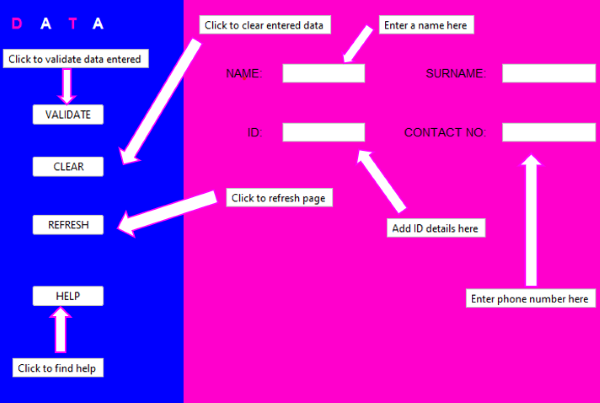 D A T A
Click to clear entered data
Enter a name here
Click to validate data entered
NAME:
SURNAME:
VALIDATE
ID:
CONTACT NO:
CLEAR
Click to refresh page
REFRESH
Add ID details here
HELP
Enter phone number here
Click to find help